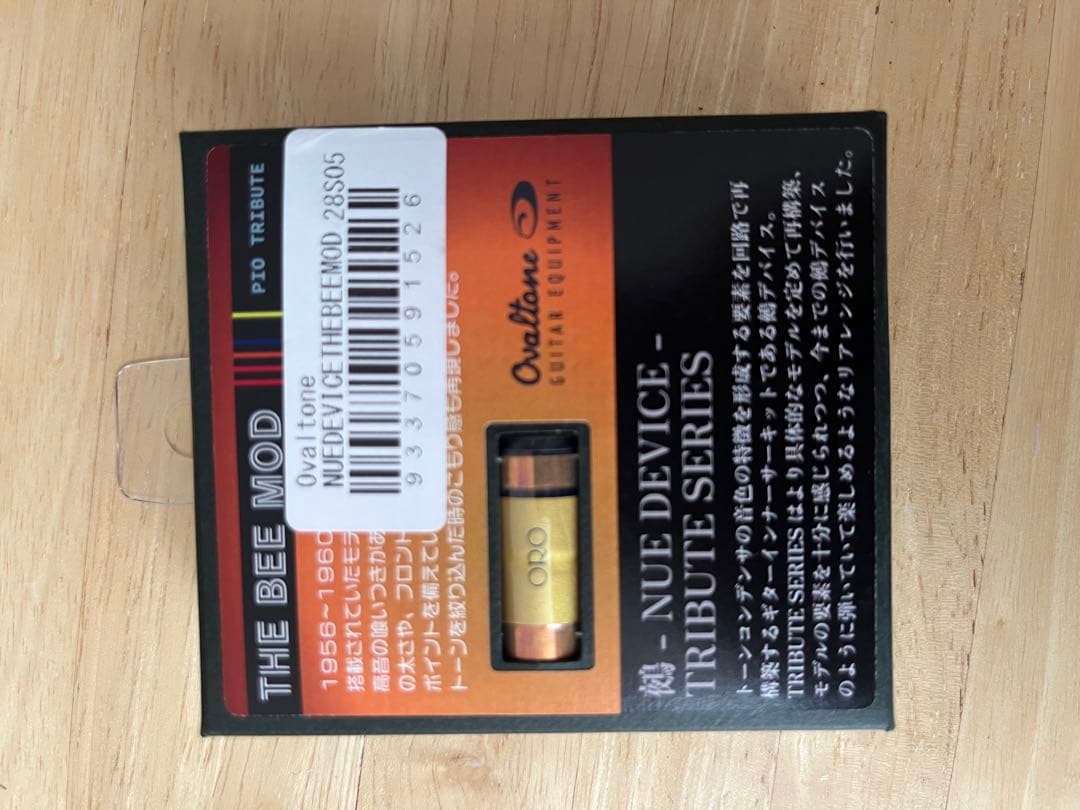 THE BEE MOD PIO TRIBUTE
Ovaltone
NUEDEVICETHEBEEMOD 28S05
9337059 1526
1956～1960
搭載されていたモデ
高音の喰いつきがあ
の太さや、フロント
ポイントを備えてい
トーンを絞り込んだ時のこもり感も再現しました。
ORO
Ovaltone
GUITAR EQUIPMENT
鵺 - NUE DEVICE -
TRIBUTE SERIES
トーンコンデンサの音色の特徴を形成する要素を回路で再
構築するギターインナーサーキットである鵺デバイス。
TRIBUTE SERIES はより具体的なモデルを定めて再構築、
モデルの要素を十分に感じられつつ、今までの鵺デバイス
のように弾いていて楽しめるようなリアレンジを行いました。